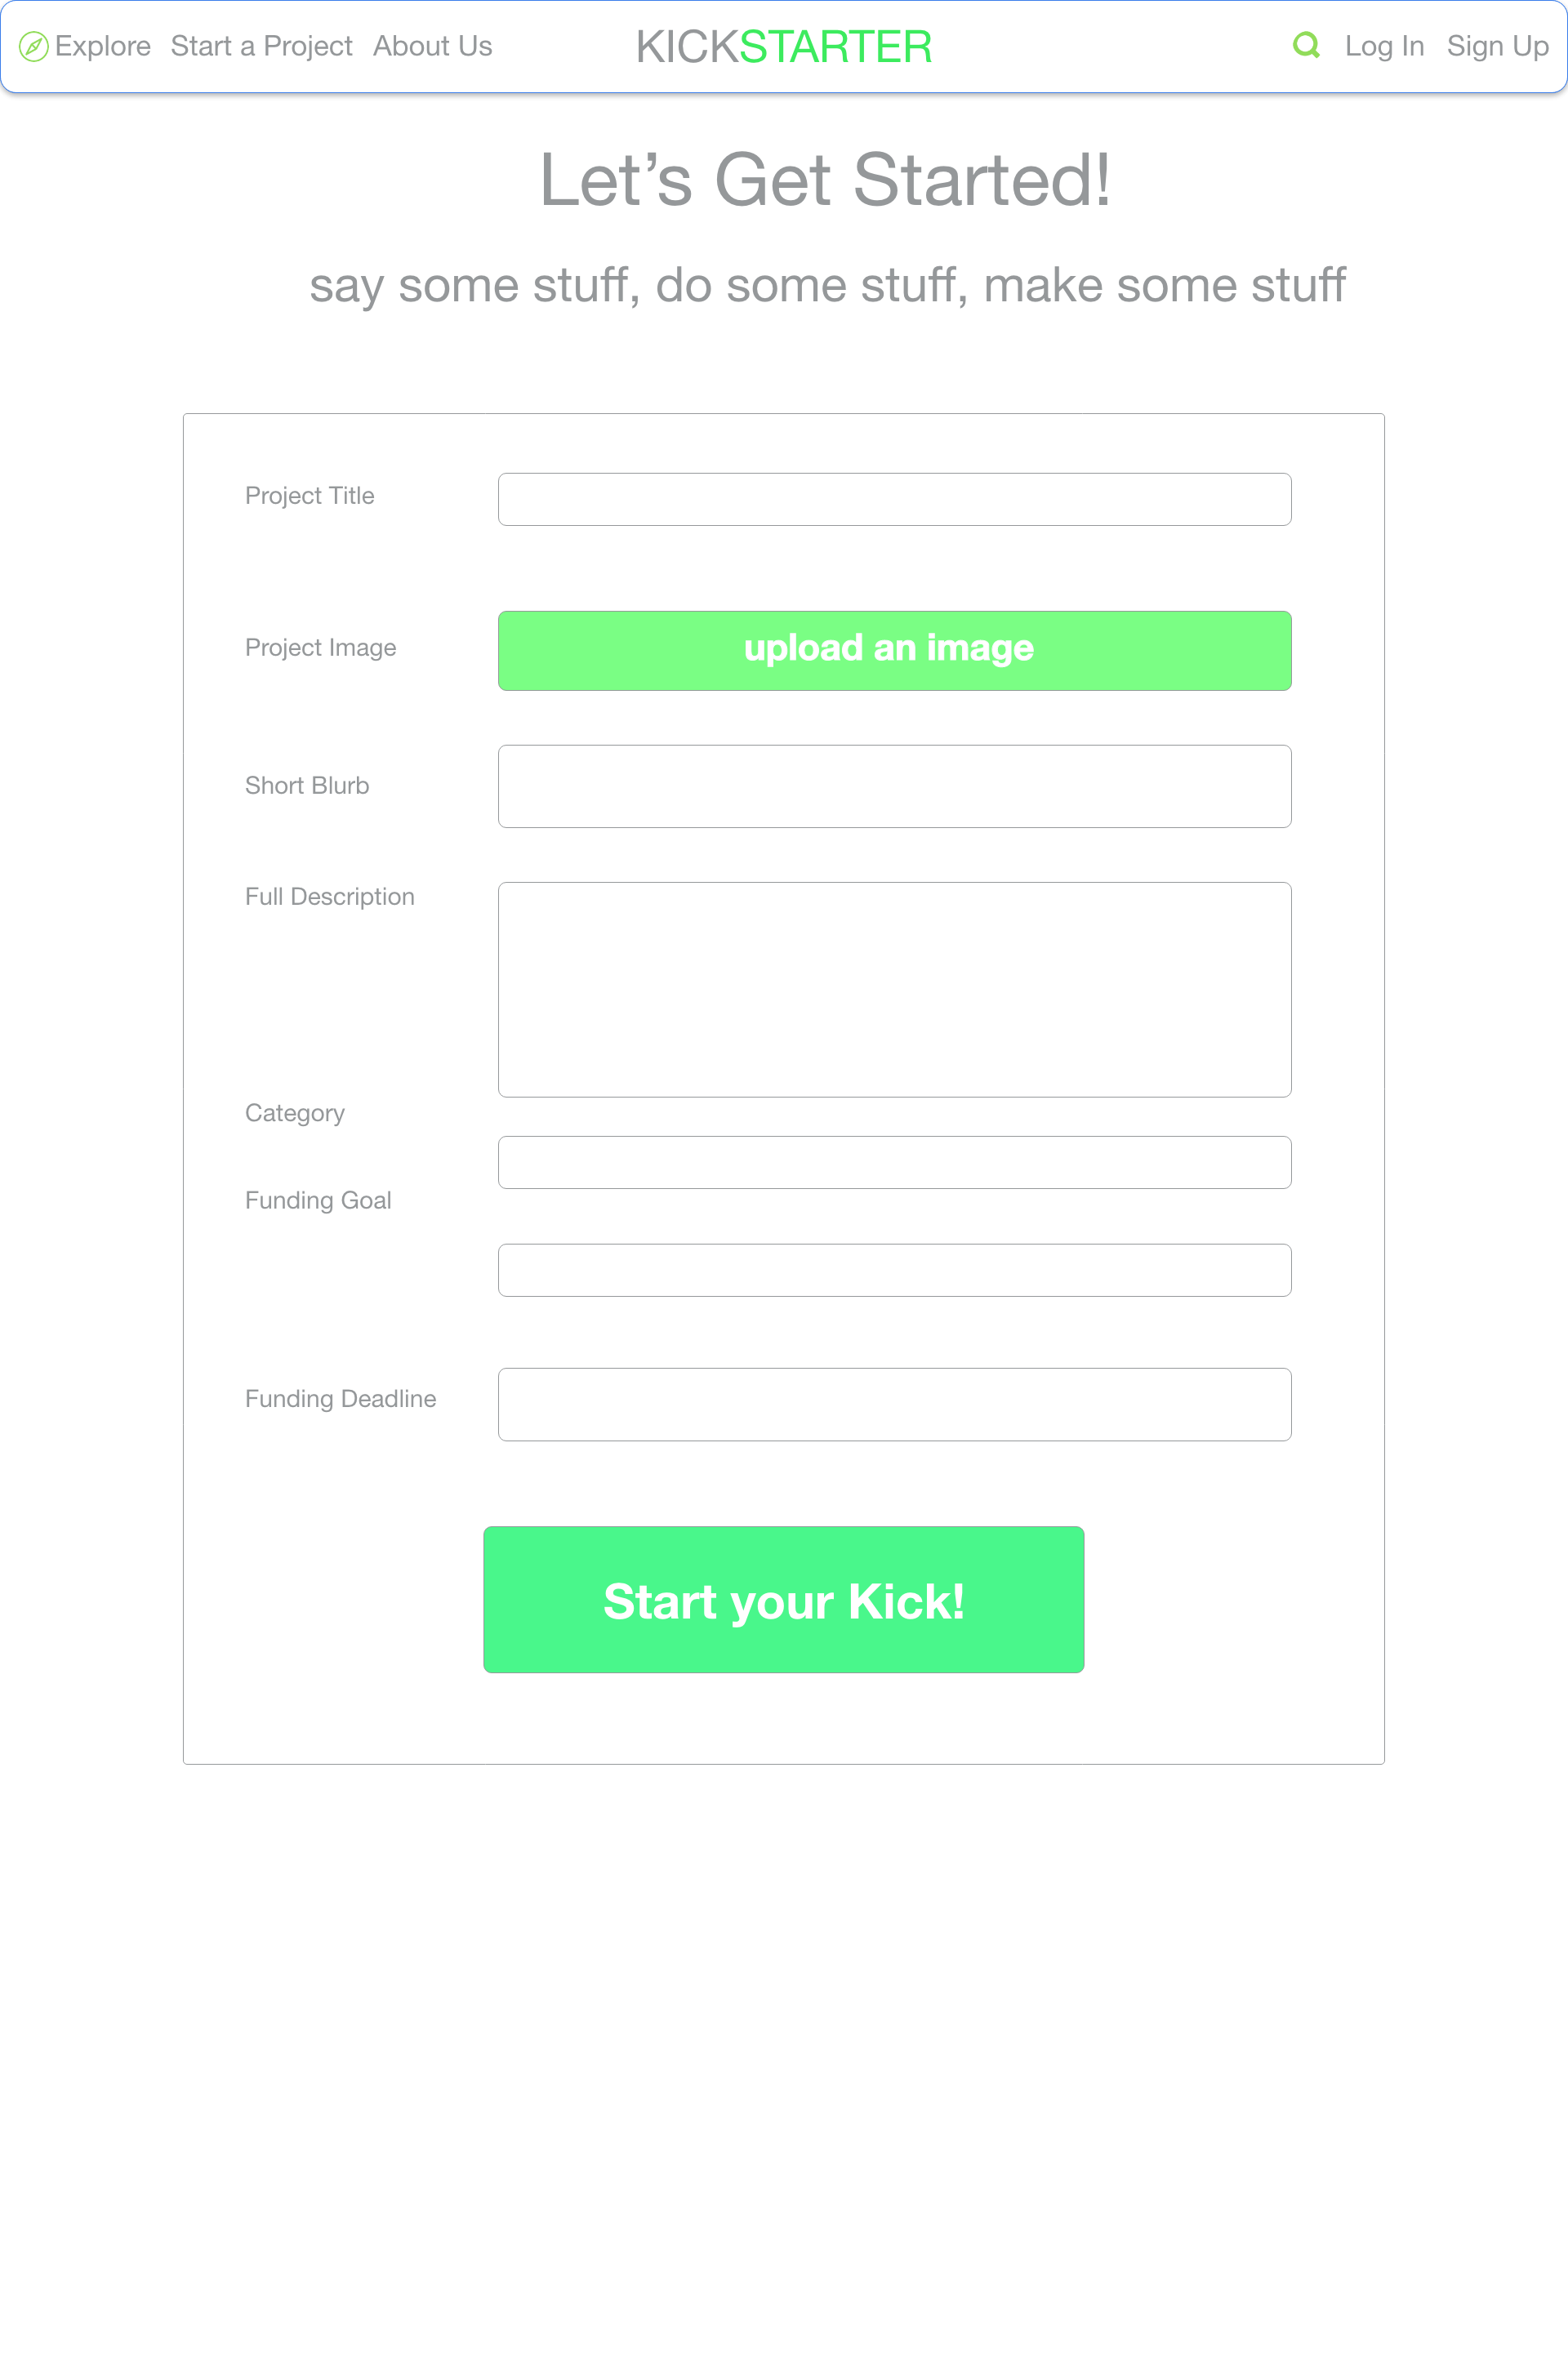 Explore Start a Project About Us KICKSTARTER Log In Sign Up
Let’s Get Started!
say some stuff, do some stuff, make some stuff
Project Title
Project Image upload an image
Short Blurb
Full Description
Category
Funding Goal
Funding Deadline
Start your Kick!